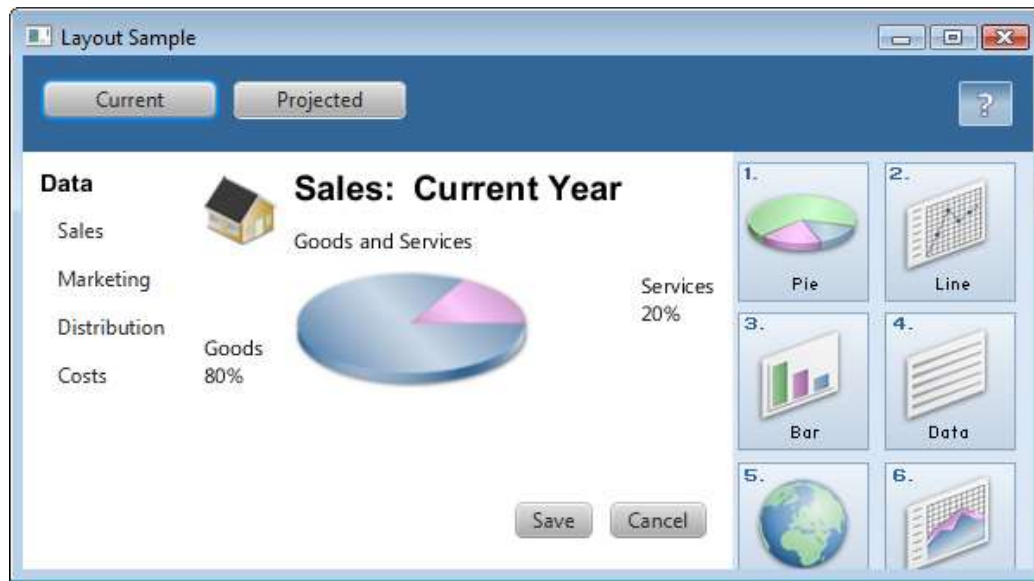 Layout Sample
Current
Projected
?
Data
Sales
Marketing
Distribution
Costs
Sales: Current Year
Goods and Services
Goods
80%
Services
20%
Save
Cancel
1.
Pie
2.
Line
3.
Bar
4.
Data
5.
6.